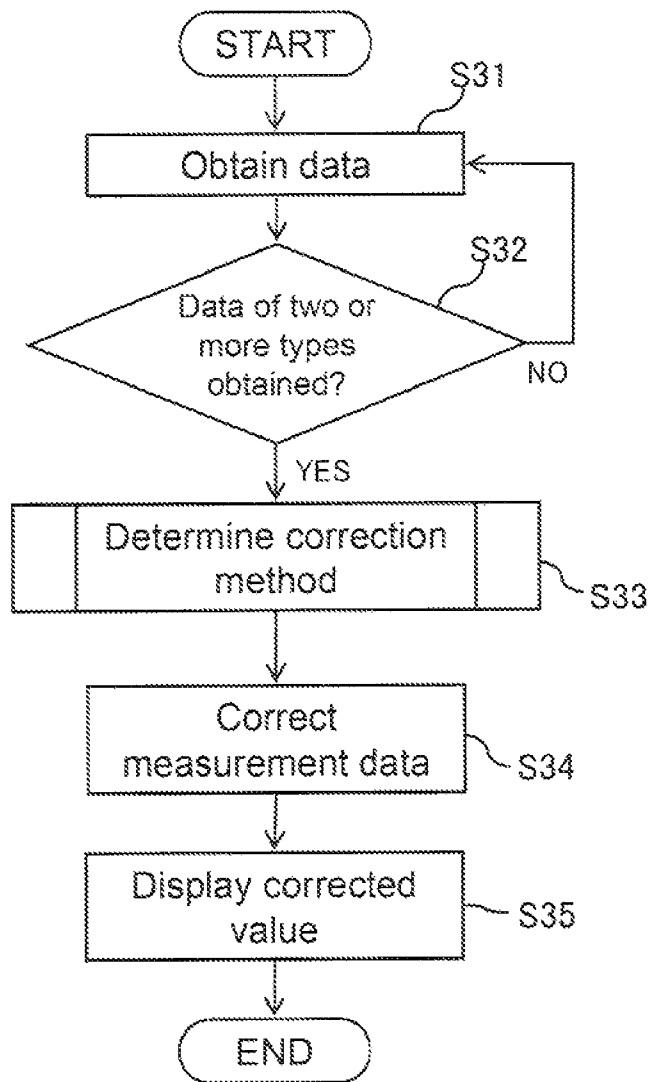 START
S31
Obtain data
S32
Data of two or
more types
obtained?
NO
YES
Determine correction
method
S33
Correct
measurement data
S34
Display corrected
value
S35
END